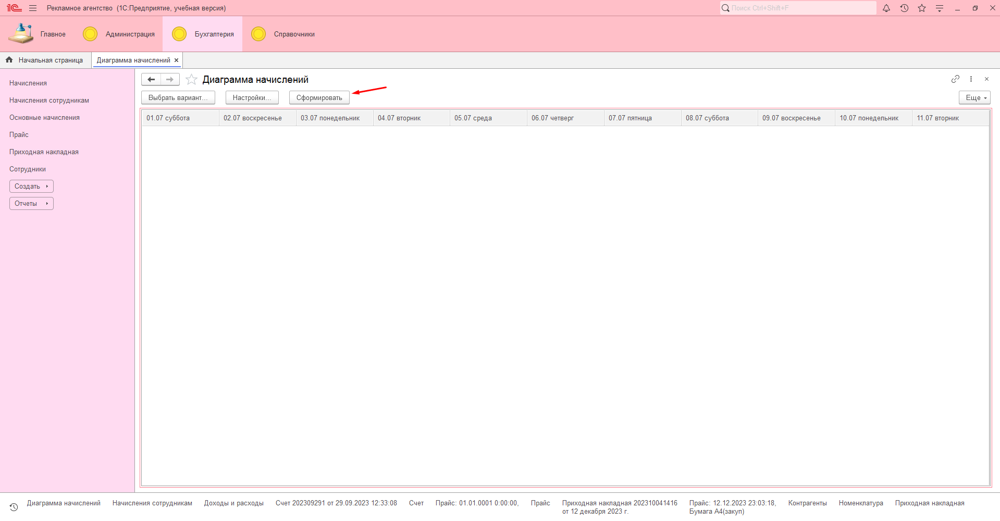 1С Рекламное агентство (1С:Предприятие, учебная версия) Поиск Ctrl+Shift+F
Главное Администрация Бухгалтерия Справочники
Начальная страница Диаграмма начислений
Начисления
Начисления сотрудникам
Основные начисления
Прайс
Приходная накладная
Сотрудники
Создать
Отчеты
Диаграмма начислений
Выбрать вариант... Настройки... Сформировать Еще
01.07 суббота 02.07 воскресенье 03.07 понедельник 04.07 вторник 05.07 среда 06.07 четверг 07.07 пятница 08.07 суббота 09.07 воскресенье 10.07 понедельник 11.07 вторник
Диаграмма начислений Начисления сотрудникам Доходы и расходы Счет 202309291 от 29.09.2023 12:33:08 Счет Прайс: 01.01.0001 0:00:00, Прайс Приходная накладная 202310041416 Прайс: 12.12.2023 23:03:18, Контрагенты Номенклатура Приходная накладная
от 12 декабря 2023 г. Бумага А4(закуп)